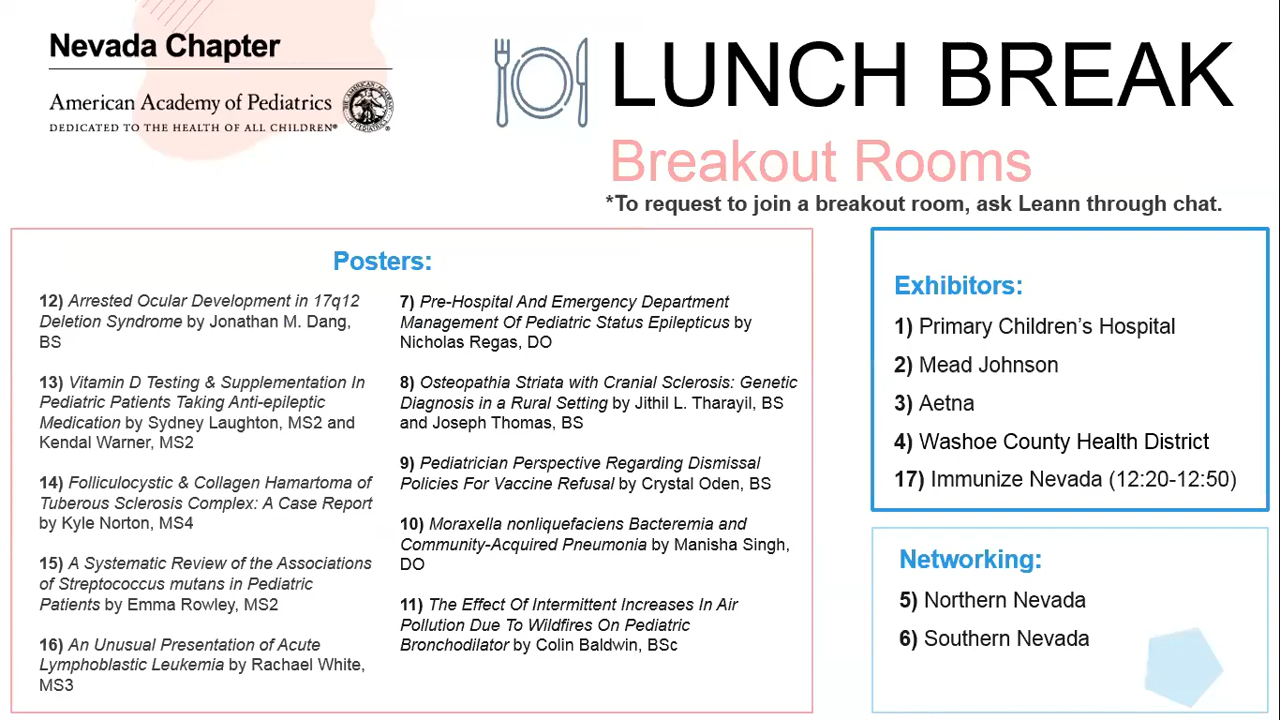 Nevada Chapter
American Academy of Pediatrics
DEDICATED TO THE HEALTH OF ALL CHILDREN®
LUNCH BREAK
Breakout Rooms
*To request to join a breakout room, ask Leann through chat.
Posters:
12) Arrested Ocular Development in 17q12
Deletion Syndrome by Jonathan M. Dang,
BS
13) Vitamin D Testing & Supplementation In
Pediatric Patients Taking Anti-epileptic
Medication by Sydney Laughton, MS2 and
Kendal Warner, MS2
14) Folliculocystic & Collagen Hamartoma of
Tuberous Sclerosis Complex: A Case Report
by Kyle Norton, MS4
15) A Systematic Review of the Associations
of Streptococcus mutans in Pediatric
Patients by Emma Rowley, MS2
16) An Unusual Presentation of Acute
Lymphoblastic Leukemia by Rachael White,
MS3
7) Pre-Hospital And Emergency Department
Management Of Pediatric Status Epilepticus by
Nicholas Regas, DO
8) Osteopathia Striata with Cranial Sclerosis: Genetic
Diagnosis in a Rural Setting by Jithil L. Tharayil, BS
and Joseph Thomas, BS
9) Pediatrician Perspective Regarding Dismissal
Policies For Vaccine Refusal by Crystal Oden, BS
10) Moraxella nonliquefaciens Bacteremia and
Community-Acquired Pneumonia by Manisha Singh,
DO
11) The Effect Of Intermittent Increases In Air
Pollution Due To Wildfires On Pediatric
Bronchodilator by Colin Baldwin, BSc
Exhibitors:
1) Primary Children's Hospital
2) Mead Johnson
3) Aetna
4) Washoe County Health District
17) Immunize Nevada (12:20-12:50)
Networking:
5) Northern Nevada
6) Southern Nevada